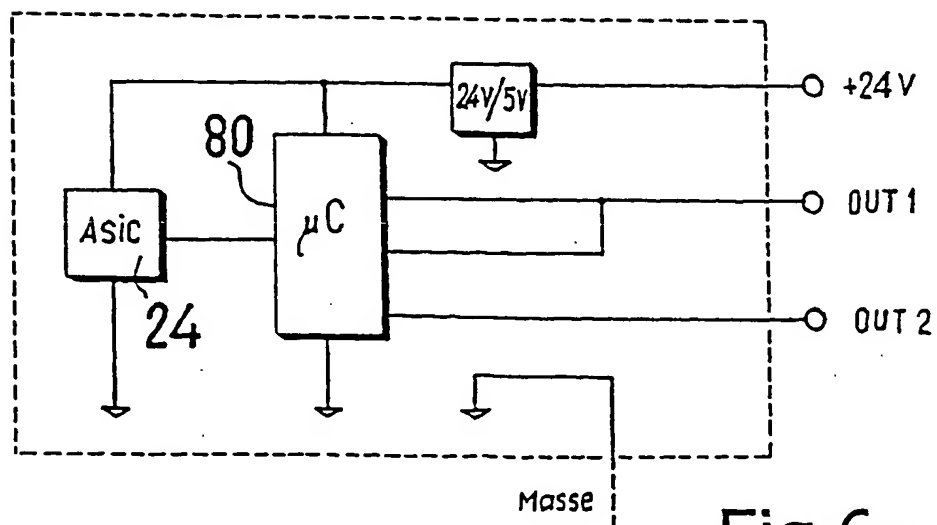 24V/5V
+24V
80
ASiC
µC
OUT 1
24
OUT 2
Masse
Fig.6